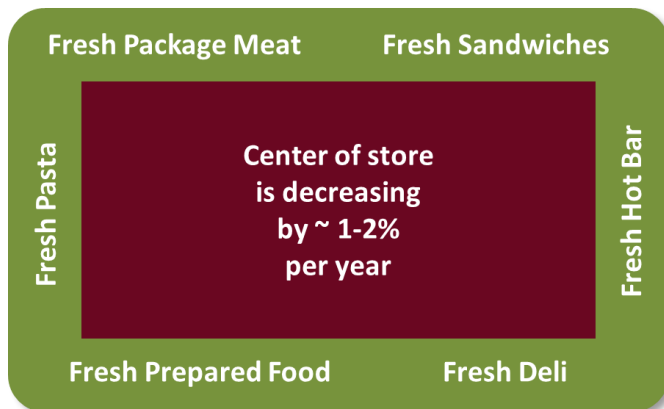 Fresh Package Meat
Fresh Sandwiches
Fresh Pasta
Center of store
is decreasing
by ~ 1-2%
per year
Fresh Hot Bar
Fresh Prepared Food
Fresh Deli